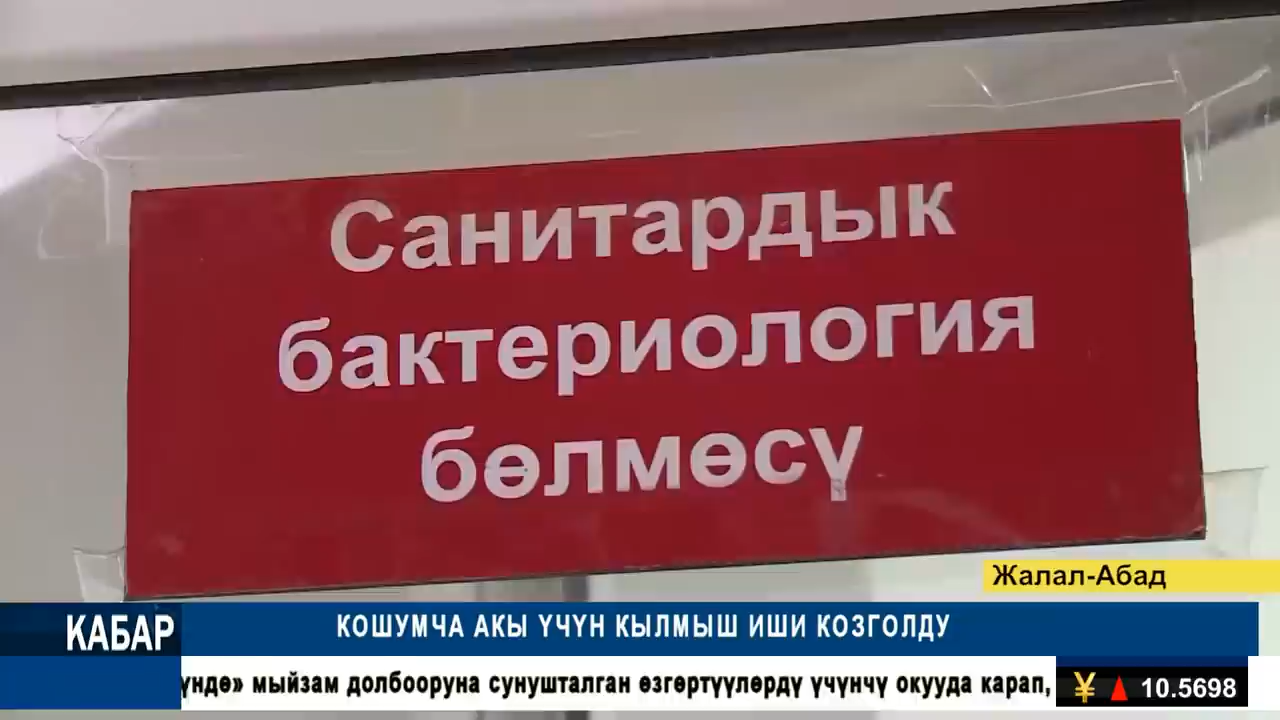 Санитардык
бактериология
бөлмөсү
Жалал-Абад
КАБАР
КОШУМЧА АКЫ ҮЧҮН КЫЛМЫШ ИШИ КОЗГОЛДУ
үндө» мыйзам долбооруна сунушталган өзгөртүүлөрдү үчүнчү окууда карап,
¥ ▲ 10.5698